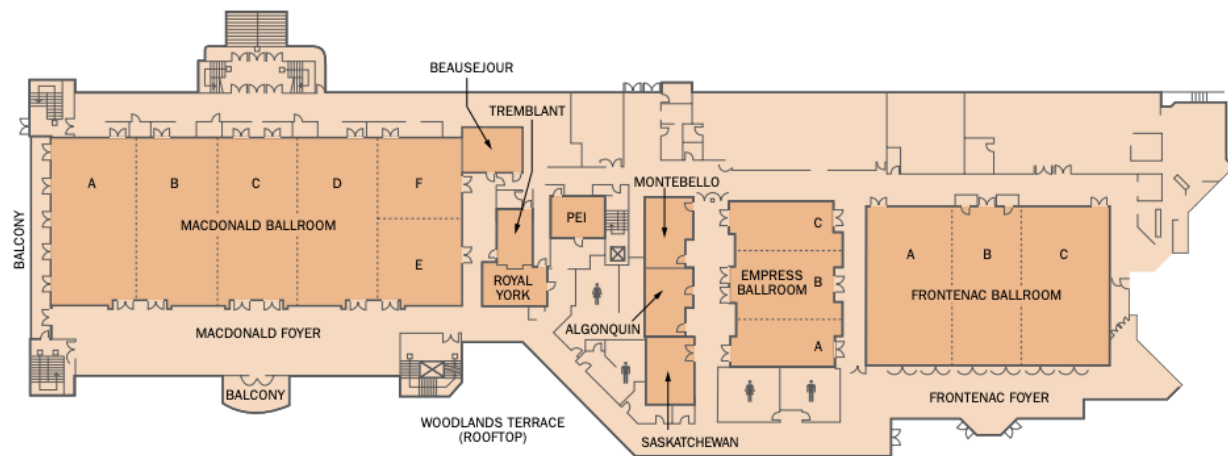 BEAUSEJOUR
TREMBLANT
MONTEBELLO
A
B
C
D
F
MACDONALD BALLROOM
E
BALCONY
PEI
ROYAL
YORK
C
EMPRESS
BALLROOM
B
A
A
B
C
FRONTENAC BALLROOM
ALGONQUIN
MACDONALD FOYER
BALCONY
FRONTENAC FOYER
WOODLANDS TERRACE
(ROOFTOP)
SASKATCHEWAN